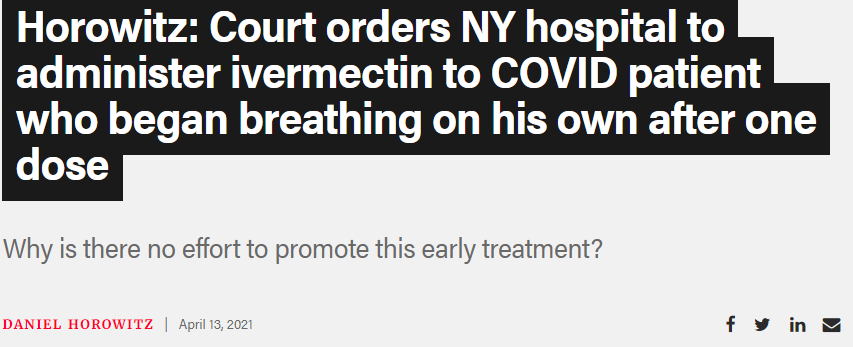 Horowitz: Court orders NY hospital to
administer ivermectin to COVID patient
who began breathing on his own after one
dose
Why is there no effort to promote this early treatment?
DANIEL HOROWITZ | April 13, 2021